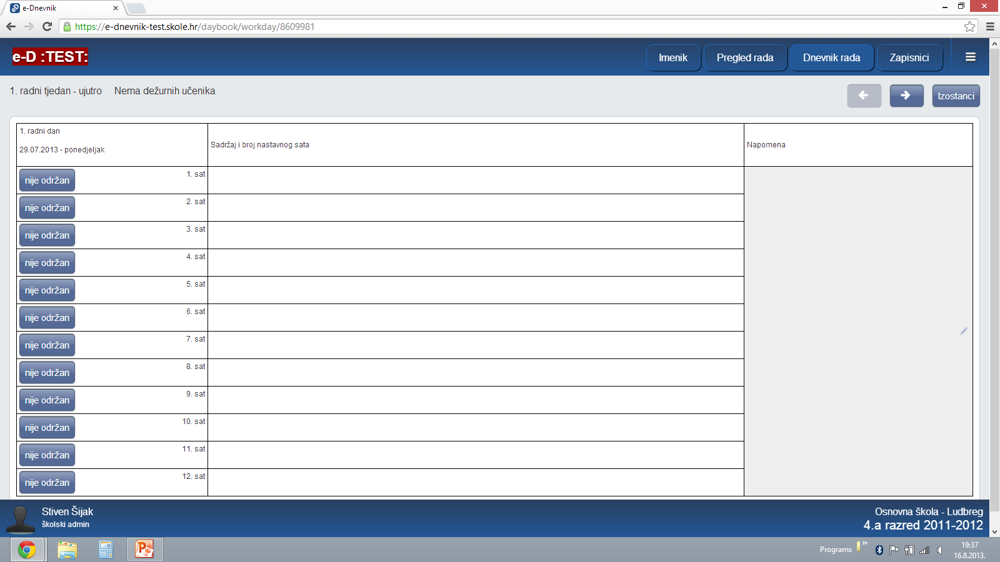 e-Dnevnik
https://e-dnevnik-test.skole.hr/daybook/workday/8609981
e-D :TEST:
Imenik
Pregled rada
Dnevnik rada
Zapisnici
1. radni tjedan - ujutro Nema dežurnih učenika
Izostanci
1. radni dan
29.07.2013 - ponedjeljak
Sadržaj i broj nastavnog sata
Napomena
nije održan 1. sat
nije održan 2. sat
nije održan 3. sat
nije održan 4. sat
nije održan 5. sat
nije održan 6. sat
nije održan 7. sat
nije održan 8. sat
nije održan 9. sat
nije održan 10. sat
nije održan 11. sat
nije održan 12. sat
Stiven Šijak
školski admin
Osnovna škola - Ludbreg
4.a razred 2011-2012
Programs
19:37
16.8.2013.